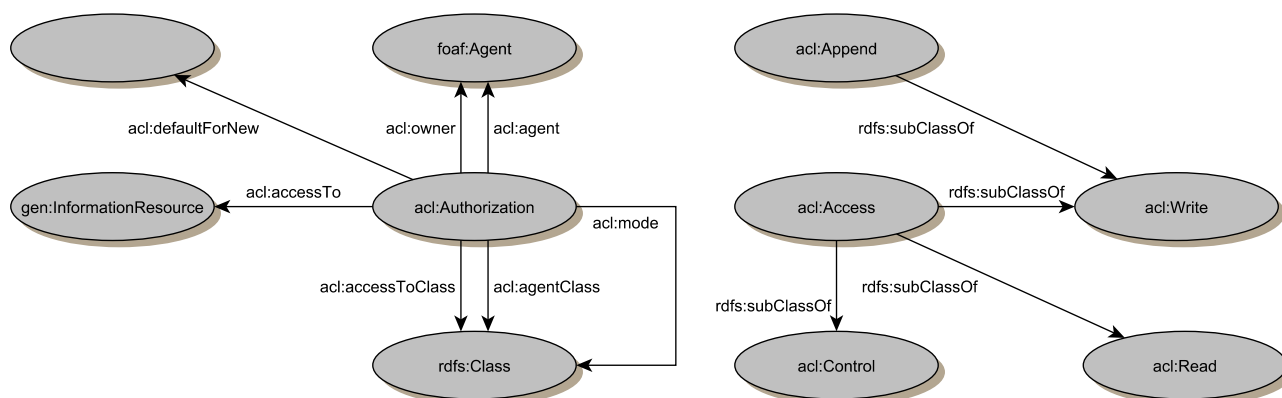 foaf:Agent
acl:Append
acl:defaultForNew
acl:owner
acl:agent
rdfs:subClassOf
gen:InformationResource
acl:accessTo
acl:Authorization
acl:mode
acl:Access
rdfs:subClassOf
acl:Write
acl:accessToClass
acl:agentClass
rdfs:subClassOf
rdfs:subClassOf
rdfs:Class
acl:Control
acl:Read